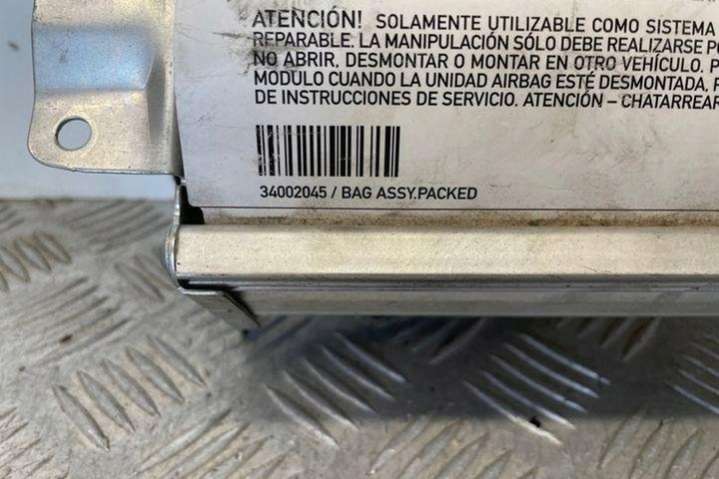 ATENCIÓN! SOLAMENTE UTILIZABLE COMO SISTEMA
REPARABLE. LA MANIPULACIÓN SÓLO DEBE REALIZARSE
NO ABRIR, DESMONTAR O MONTAR EN OTRO VEHÍCULO.
MODULO CUANDO LA UNIDAD AIRBAG ESTÉ DESMONTADA,
DE INSTRUCCIONES DE SERVICIO. ATENCIÓN – CHATARREAR
34002045 / BAG ASSY.PACKED